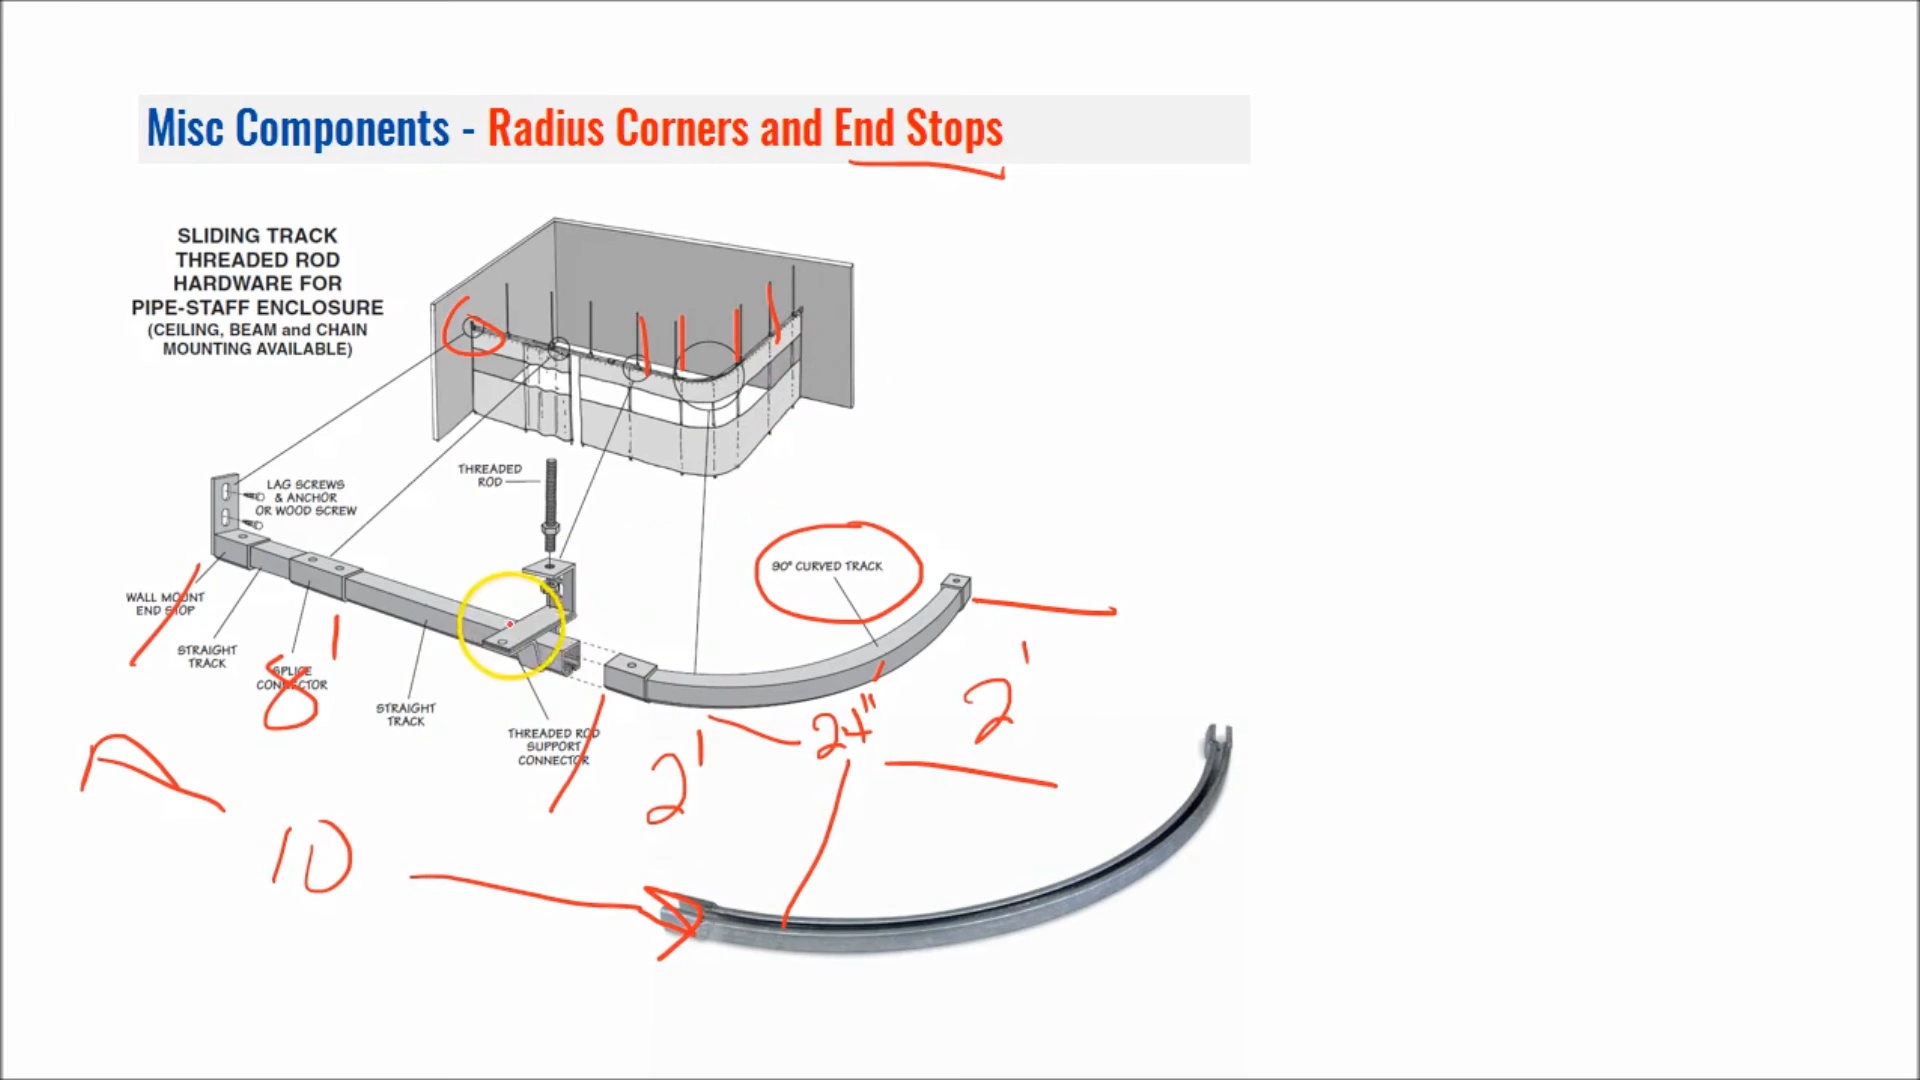 Misc Components - Radius Corners and End Stops
SLIDING TRACK
THREADED ROD
HARDWARE FOR
PIPE-STAFF ENCLOSURE
(CEILING, BEAM and CHAIN
MOUNTING AVAILABLE)
LAG SCREWS
& ANCHOR
OR WOOD SCREW
THREADED
ROD
90° CURVED TRACK
WALL MOUNT
END STOP
STRAIGHT
TRACK
SPLICE
CONNECTOR
STRAIGHT
TRACK
THREADED ROD
SUPPORT
CONNECTOR
8'
2'
24"
2'
10